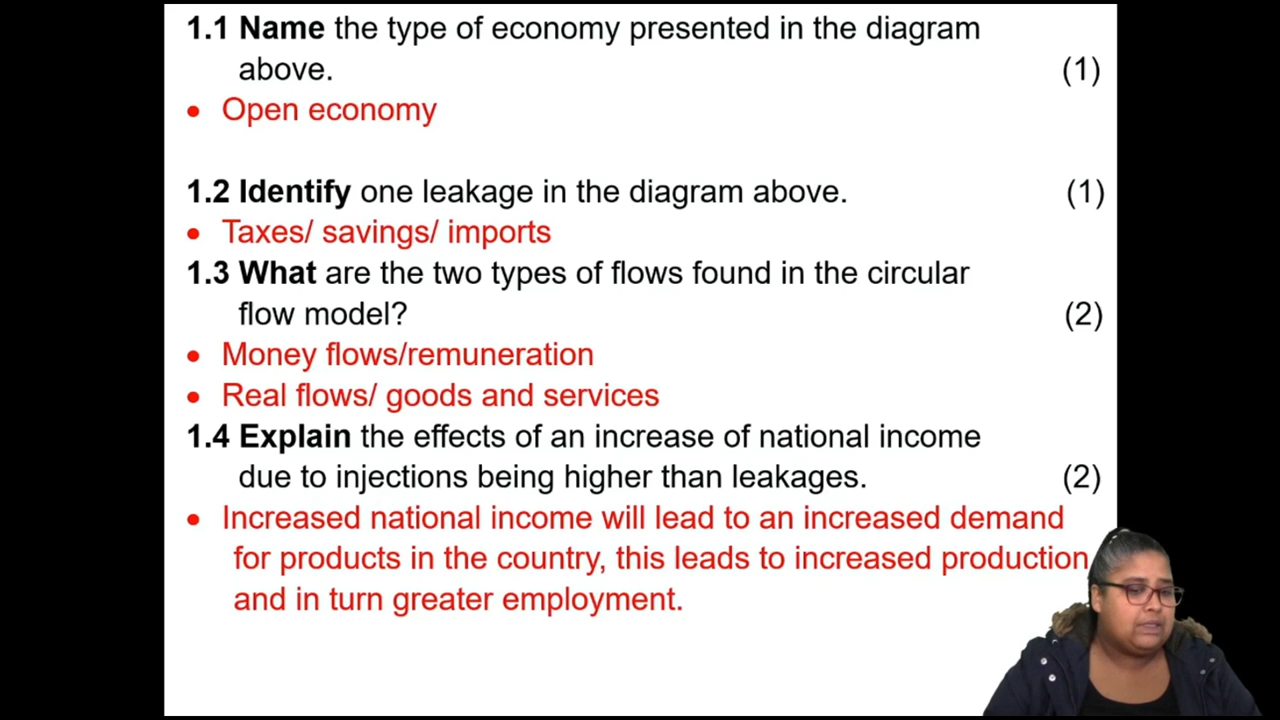 1.1 Name the type of economy presented in the diagram
above. (1)
• Open economy
1.2 Identify one leakage in the diagram above. (1)
• Taxes/ savings/ imports
1.3 What are the two types of flows found in the circular
flow model? (2)
• Money flows/remuneration
• Real flows/ goods and services
1.4 Explain the effects of an increase of national income
due to injections being higher than leakages. (2)
• Increased national income will lead to an increased demand
for products in the country, this leads to increased production
and in turn greater employment.